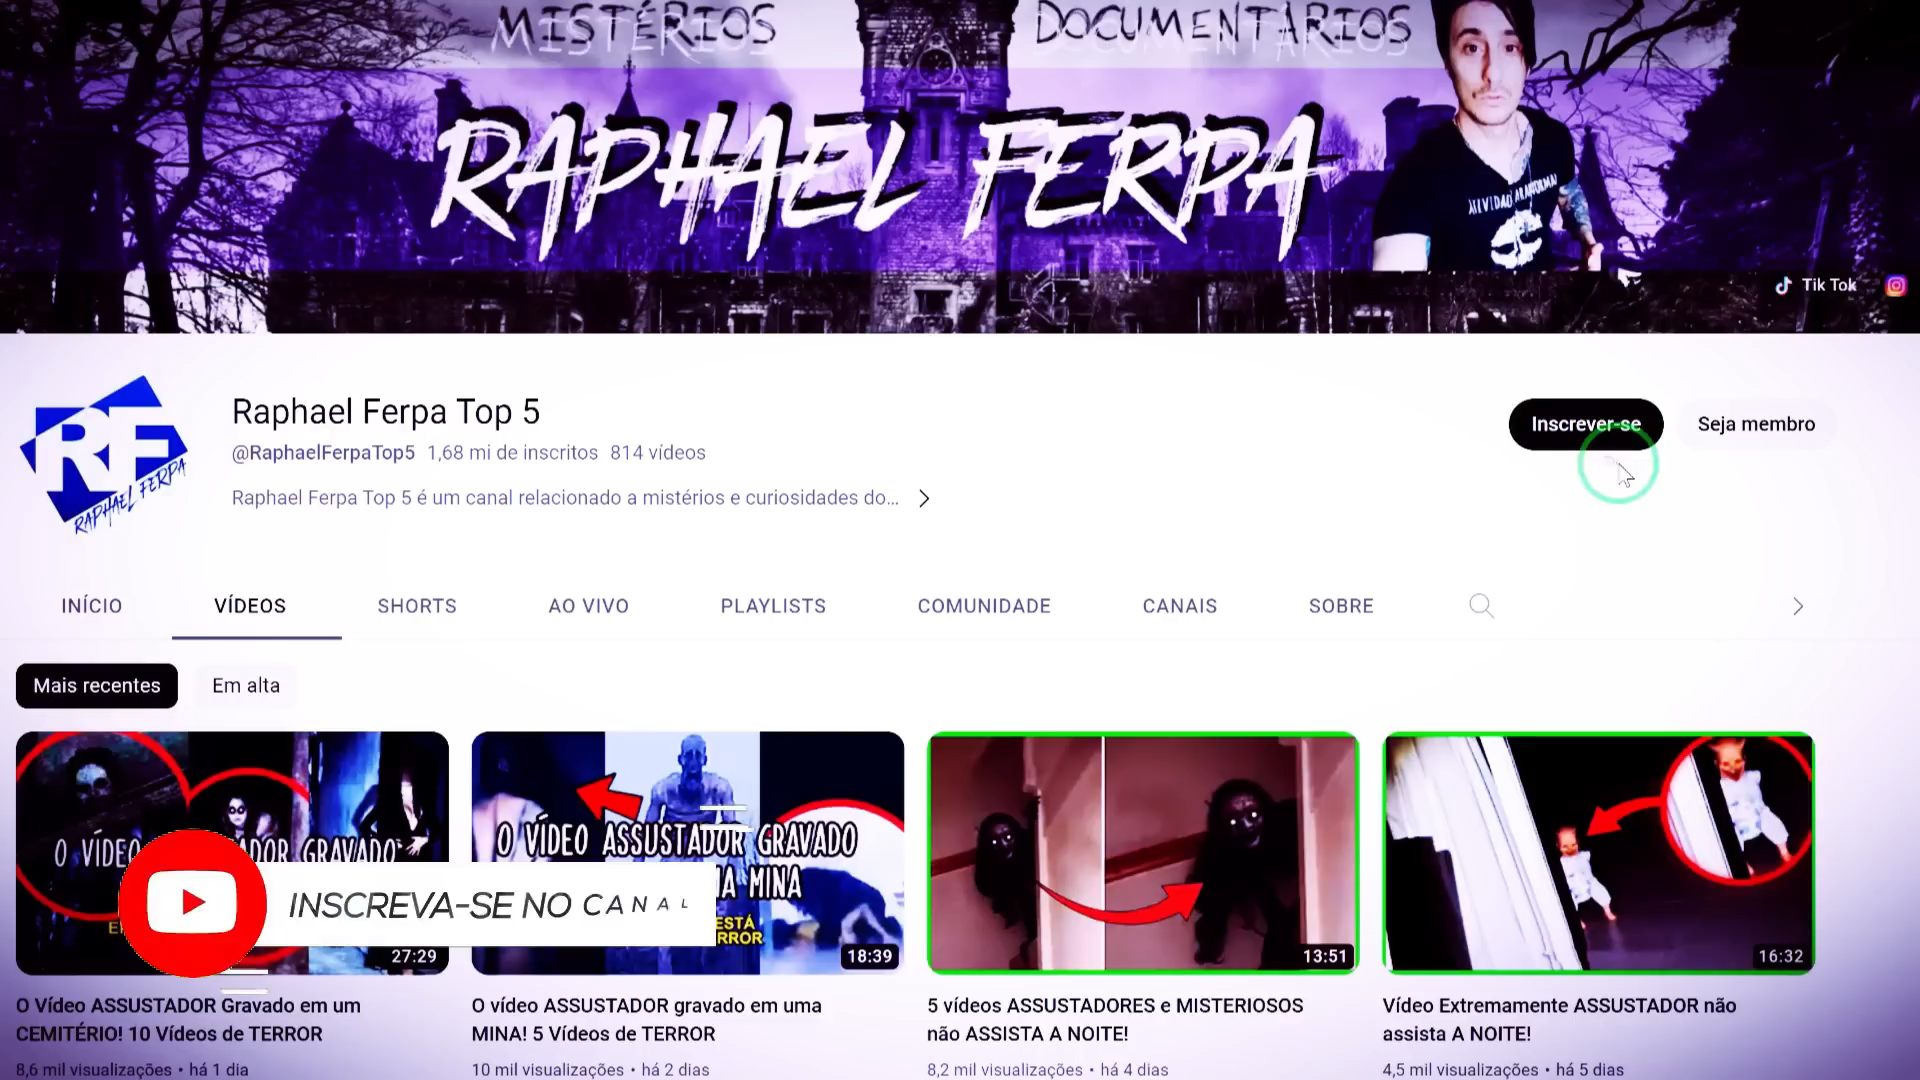 MISTÉRIOS DOCUMENTÁRIOS
RAPHAEL FERPA
Tik Tok
RF
RAPHAEL FERPA
Raphael Ferpa Top 5
@RaphaelFerpaTop5 1,68 mi de inscritos 814 vídeos
Raphael Ferpa Top 5 é um canal relacionado a mistérios e curiosidades do...
Inscrever-se
Seja membro
INÍCIO VÍDEOS SHORTS AO VIVO PLAYLISTS COMUNIDADE CANAIS SOBRE
Mais recentes Em alta
GRAVADO
27:29
O VÍDEO ASSUSTADOR GRAVADO
MINA
ESTÁ
18:39
13:51
16:32
INSCREVA-SE NO CANAL
O Vídeo ASSUSTADOR Gravado em um
CEMITÉRIO! 10 Vídeos de TERROR
8,6 mil visualizações • há 1 dia
O vídeo ASSUSTADOR gravado em uma
MINA! 5 Vídeos de TERROR
10 mil visualizações • há 2 dias
5 vídeos ASSUSTADORES e MISTERIOSOS
não ASSISTA A NOITE!
8,2 mil visualizações • há 4 dias
Vídeo Extremamente ASSUSTADOR não
assista A NOITE!
4,5 mil visualizações • há 5 dias